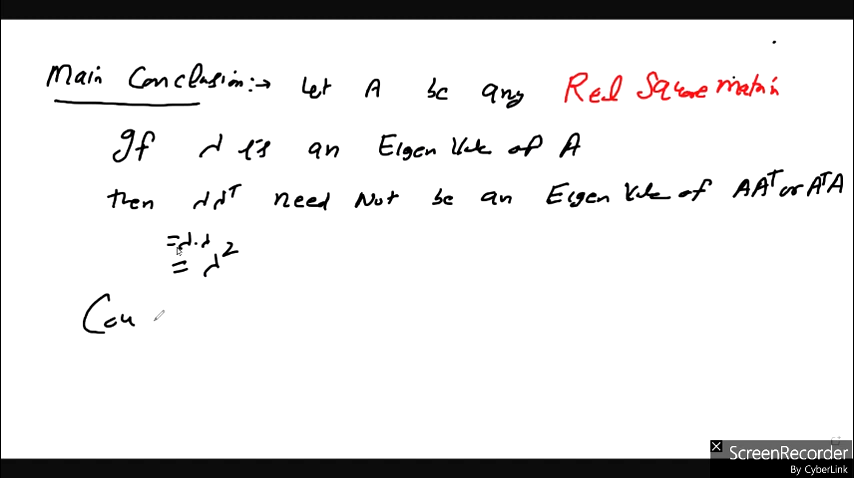 Main Conclusion:→ Let A be any Real Square matrix
If λ is an Eigen Value of A
then λλᵀ need Not be an Eigen Value of AAᵀ or AᵀA
=λ.λ
= λ²
(Cou
ScreenRecorder
By CyberLink